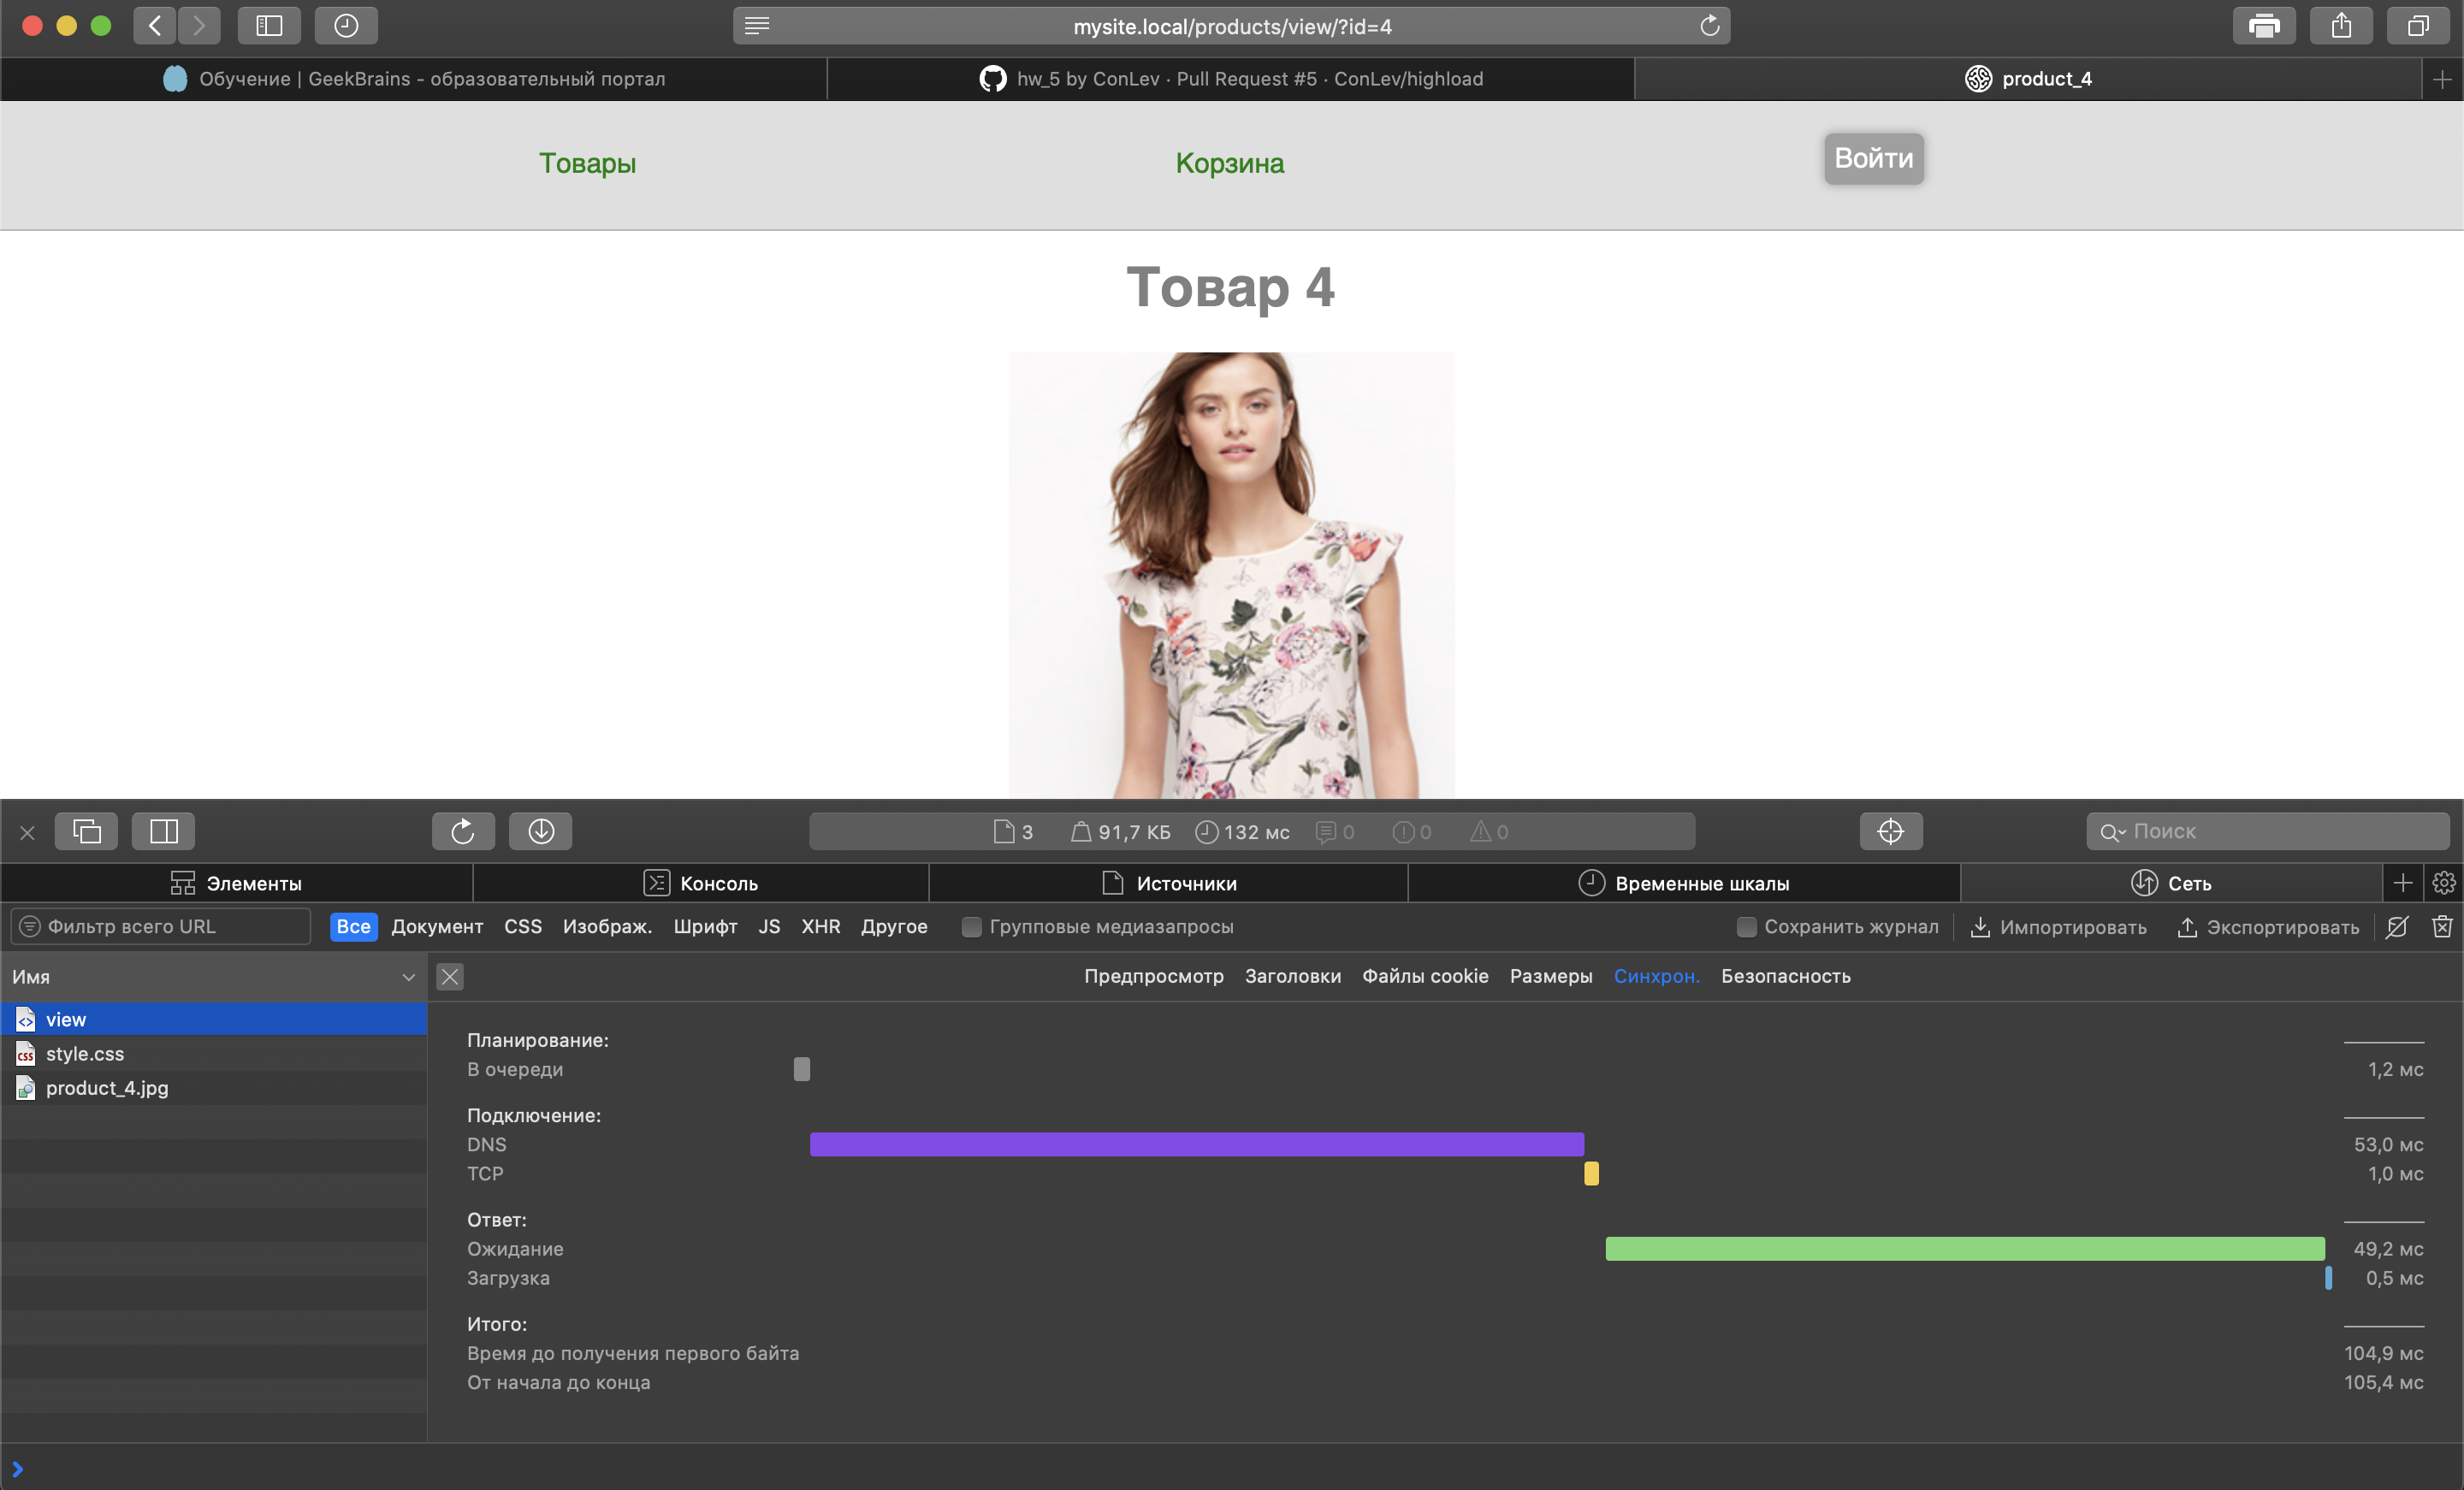 mysite.local/products/view/?id=4
Обучение | GeekBrains - образовательный портал
hw_5 by ConLev · Pull Request #5 · ConLev/highload
product_4
Товары
Корзина
Войти
Товар 4
3 91,7 КБ 132 мс 0 0 0
Поиск
Элементы
Консоль
Источники
Временные шкалы
Сеть
Фильтр всего URL
Все Документ CSS Изображ. Шрифт JS XHR Другое
Групповые медиазапросы
Сохранить журнал
Импортировать
Экспортировать
Имя
Предпросмотр Заголовки Файлы cookie Размеры Синхрон. Безопасность
view
style.css
product_4.jpg
Планирование:
В очереди 1,2 мс
Подключение:
DNS 53,0 мс
TCP 1,0 мс
Ответ:
Ожидание 49,2 мс
Загрузка 0,5 мс
Итого:
Время до получения первого байта 104,9 мс
От начала до конца 105,4 мс